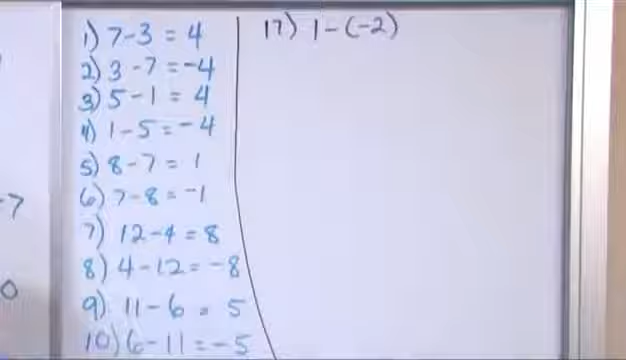 1) 7-3 = 4
2) 3-7 = -4
3) 5-1 = 4
4) 1-5 = -4
5) 8-7 = 1
6) 7-8 = -1
7) 12-4 = 8
8) 4-12 = -8
9) 11-6 = 5
10) 6-11 = -5
17) 1-(-2)
-7
0